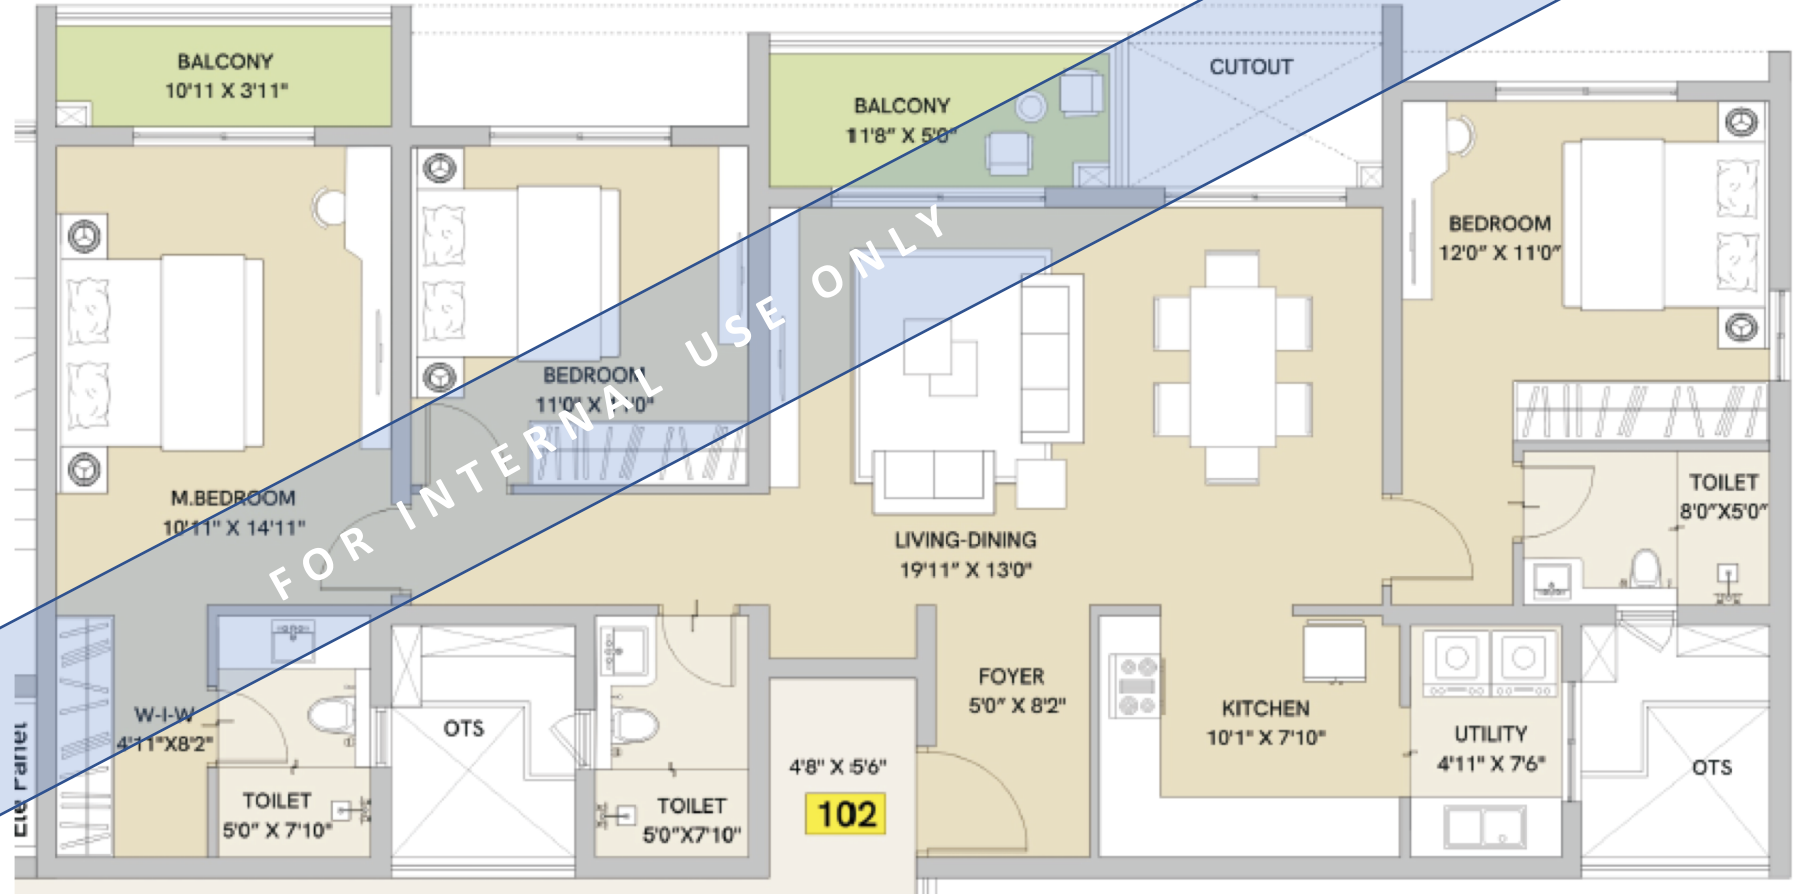 BALCONY
10'11 X 3'11"
BALCONY
11'8" X 5'0"
CUTOUT
BEDROOM
12'0" X 11'0"
BEDROOM
M.BEDROOM
10'11" X 14'11"
FOR INTERNAL USE ONLY
TOILET
8'0"X5'0"
LIVING-DINING
19'11" X 13'0"
W-I-W
4'11"X8'2"
OTS
FOYER
5'0" X 8'2"
KITCHEN
10'1" X 7'10"
UTILITY
4'11" X 7'6"
OTS
4'8" X 5'6"
102
TOILET
5'0" X 7'10"
TOILET
5'0"X7'10"